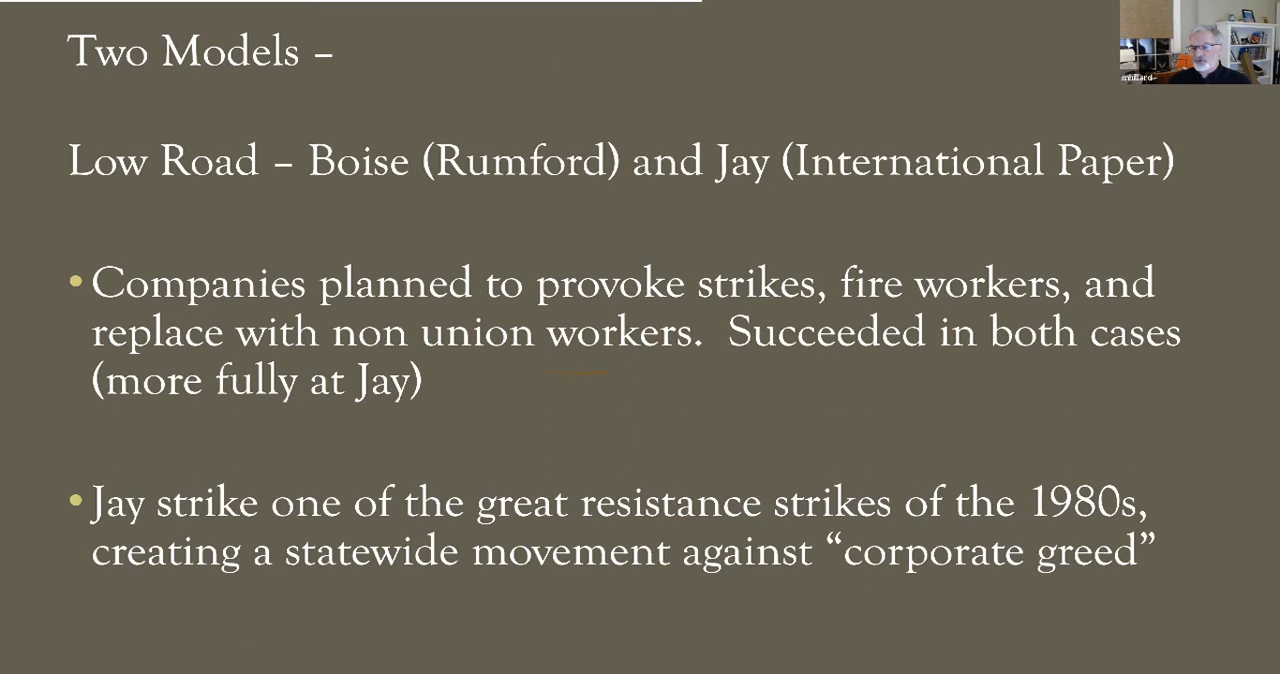 Two Models –
mhillard
Low Road – Boise (Rumford) and Jay (International Paper)
• Companies planned to provoke strikes, fire workers, and
replace with non union workers.  Succeeded in both cases
(more fully at Jay)
• Jay strike one of the great resistance strikes of the 1980s,
creating a statewide movement against “corporate greed”